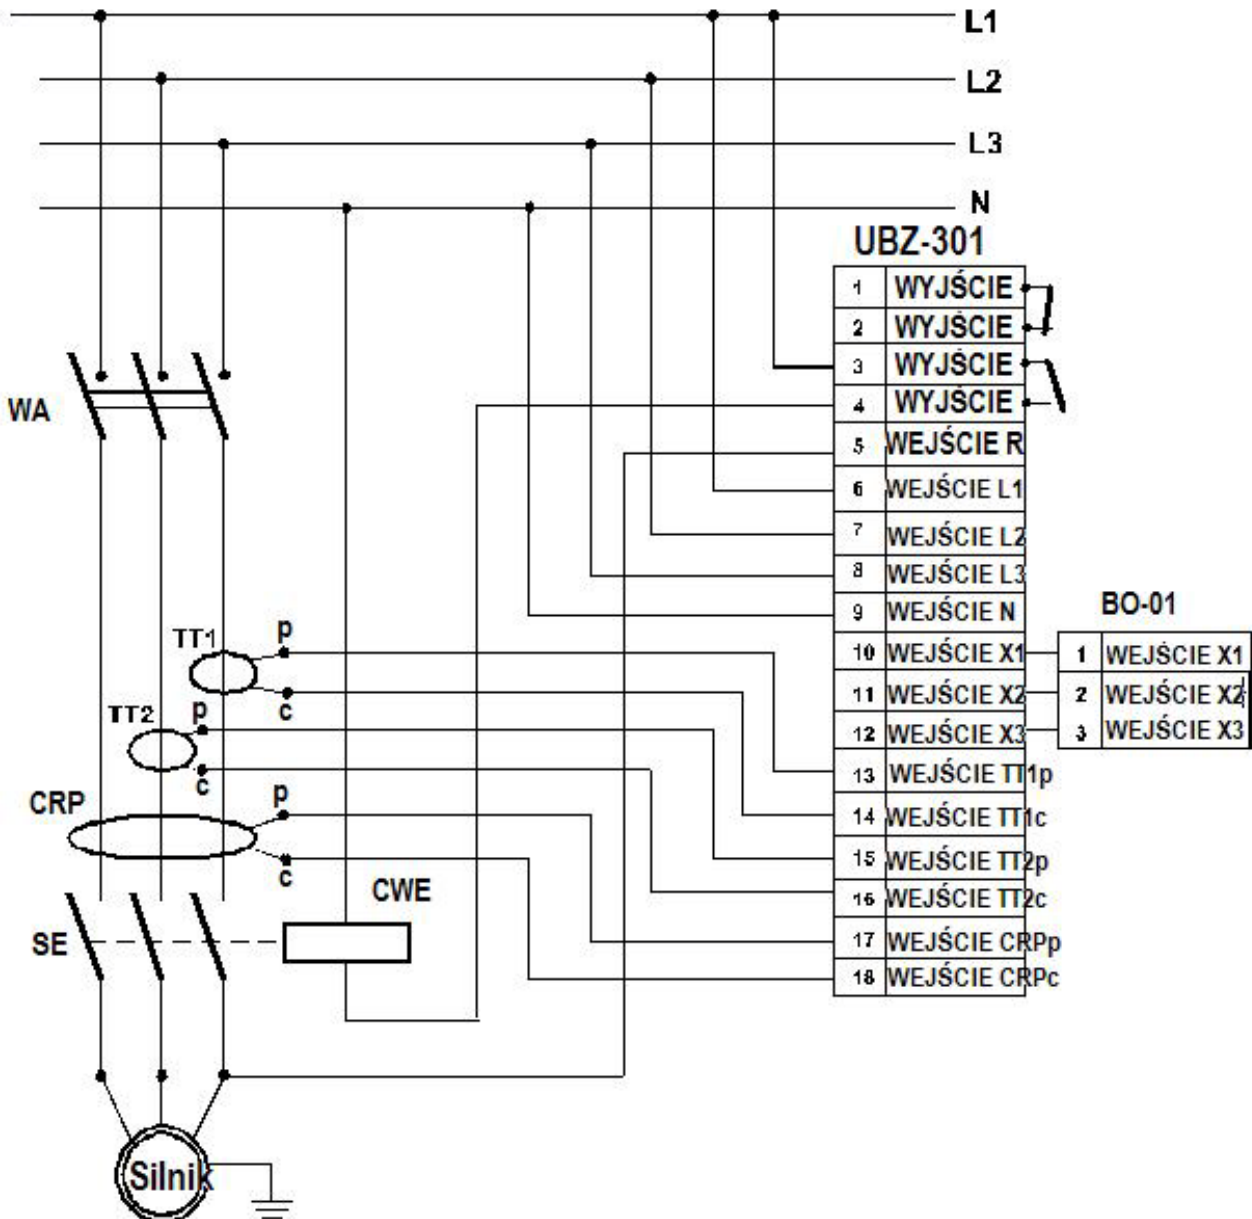 L1
L2
L3
N
UBZ-301
1 WYJŚCIE
2 WYJŚCIE
3 WYJŚCIE
4 WYJŚCIE
5 WEJŚCIE R
6 WEJŚCIE L1
7 WEJŚCIE L2
8 WEJŚCIE L3
9 WEJŚCIE N
10 WEJŚCIE X1
11 WEJŚCIE X2
12 WEJŚCIE X3
13 WEJŚCIE TT1p
14 WEJŚCIE TT1c
15 WEJŚCIE TT2p
16 WEJŚCIE TT2c
17 WEJŚCIE CRPp
18 WEJŚCIE CRPc
BO-01
1 WEJŚCIE X1
2 WEJŚCIE X2
3 WEJŚCIE X3
WA
TT1
p
c
TT2
p
c
CRP
p
c
CWE
SE
Silnik